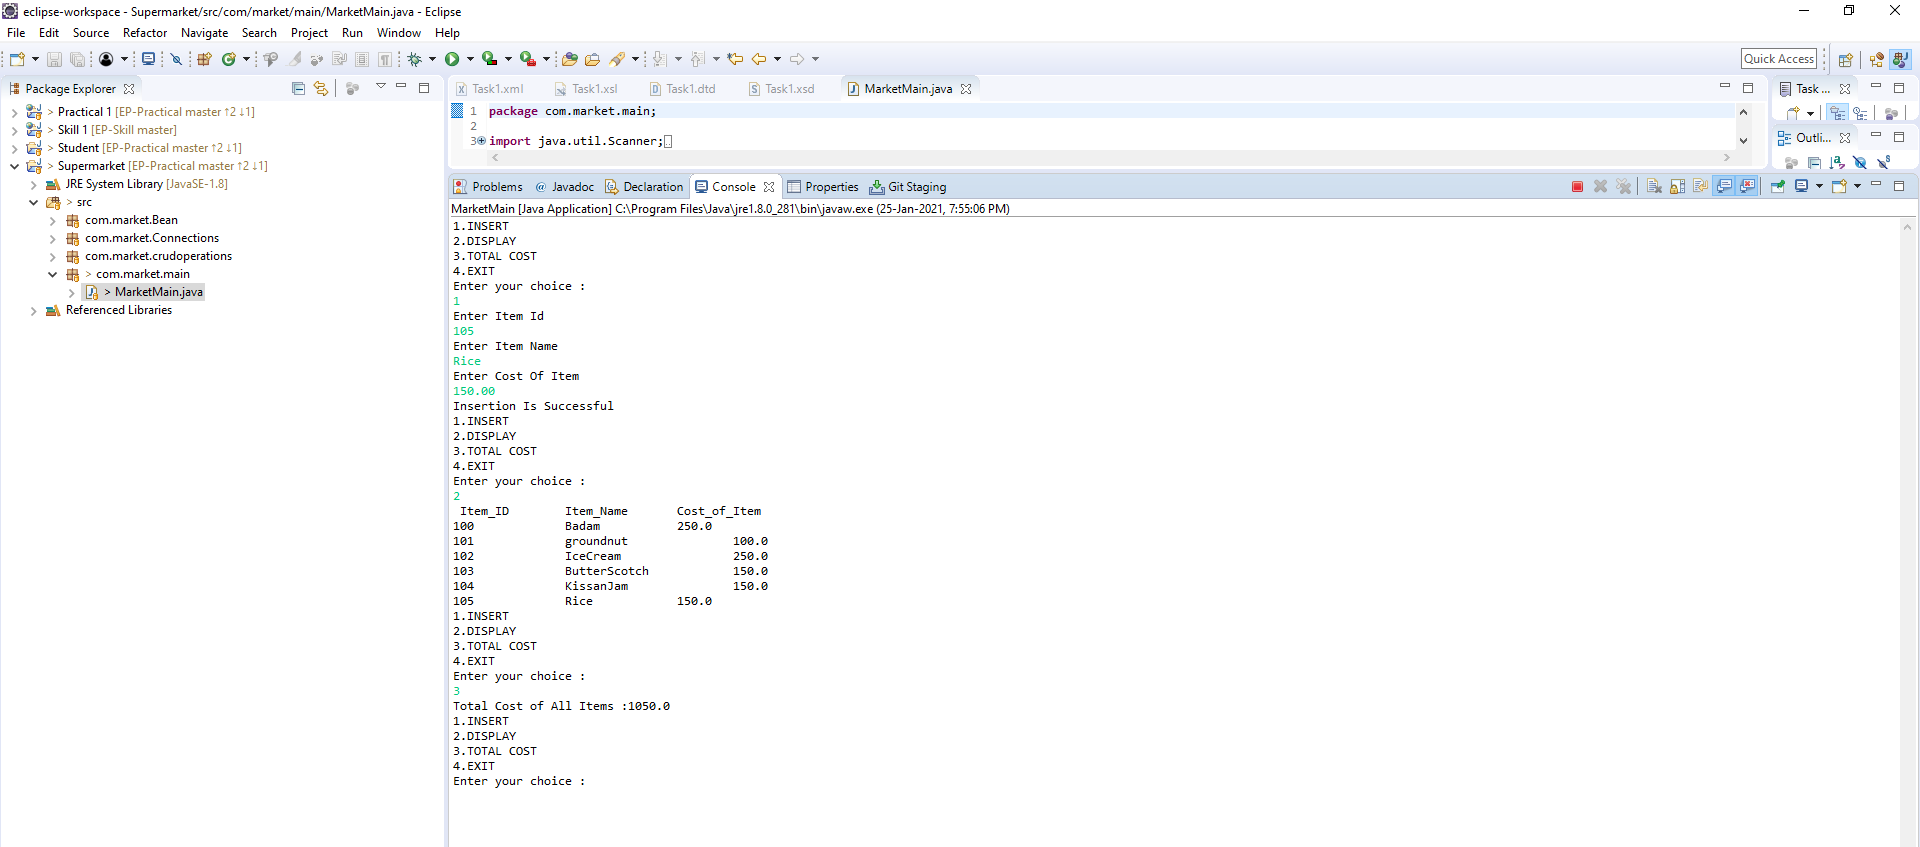 eclipse-workspace - Supermarket/src/com/market/main/MarketMain.java - Eclipse
File Edit Source Refactor Navigate Search Project Run Window Help
Quick Access
Package Explorer
> Practical 1 [EP-Practical master ↑2 ↓1]
> Skill 1 [EP-Skill master]
> Student [EP-Practical master ↑2 ↓1]
> Supermarket [EP-Practical master ↑2 ↓1]
JRE System Library [JavaSE-1.8]
> src
com.market.Bean
com.market.Connections
com.market.crudoperations
> com.market.main
> MarketMain.java
Referenced Libraries
Task1.xml Task1.xsl Task1.dtd Task1.xsd MarketMain.java
1 package com.market.main;
2
3 import java.util.Scanner;
Task ...
Outli...
Problems Javadoc Declaration Console Properties Git Staging
MarketMain [Java Application] C:\Program Files\Java\jre1.8.0_281\bin\javaw.exe (25-Jan-2021, 7:55:06 PM)
1.INSERT
2.DISPLAY
3.TOTAL COST
4.EXIT
Enter your choice :
1
Enter Item Id
105
Enter Item Name
Rice
Enter Cost Of Item
150.00
Insertion Is Successful
1.INSERT
2.DISPLAY
3.TOTAL COST
4.EXIT
Enter your choice :
2
Item_ID Item_Name Cost_of_Item
100 Badam 250.0
101 groundnut 100.0
102 IceCream 250.0
103 ButterScotch 150.0
104 KissanJam 150.0
105 Rice 150.0
1.INSERT
2.DISPLAY
3.TOTAL COST
4.EXIT
Enter your choice :
3
Total Cost of All Items :1050.0
1.INSERT
2.DISPLAY
3.TOTAL COST
4.EXIT
Enter your choice :